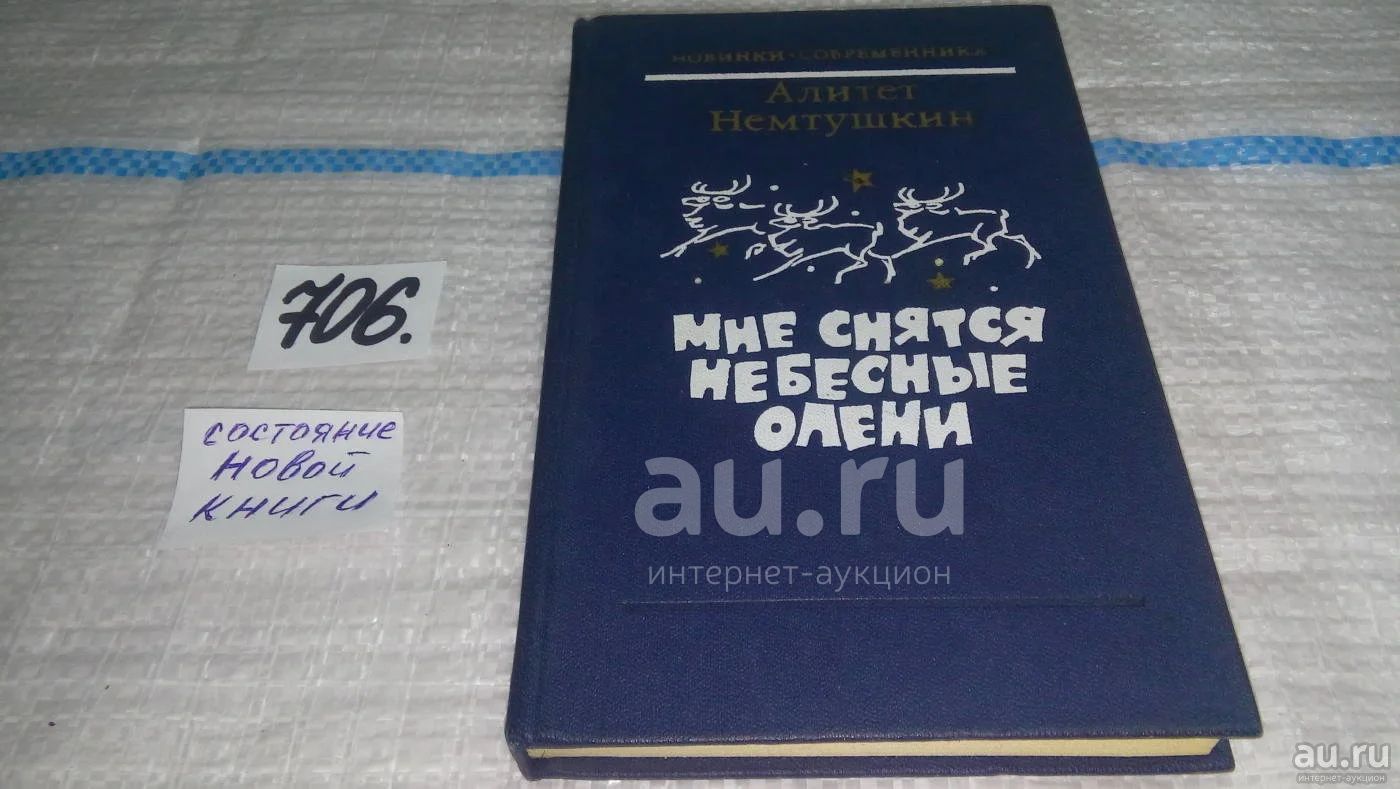 НОВИНКИ·СОВРЕМЕННИКА
Алитет
Немтушкин
МНЕ СНЯТСЯ
НЕБЕСНЫЕ
ОЛЕНИ
706.
состояние
новой
книги
au.ru
интернет-аукцион
au.ru
интернет-аукцион